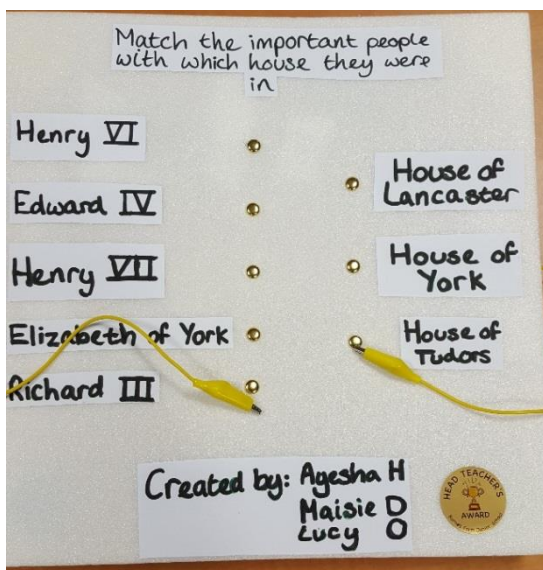 Match the important people
with which house they were
in
Henry VI
Edward IV
Henry VII
Elizabeth of York
Richard III
House of
Lancaster
House of
York
House of
Tudors
Created by: Agesha H
Maisie D
Lucy O
HEAD TEACHER'S
AWARD